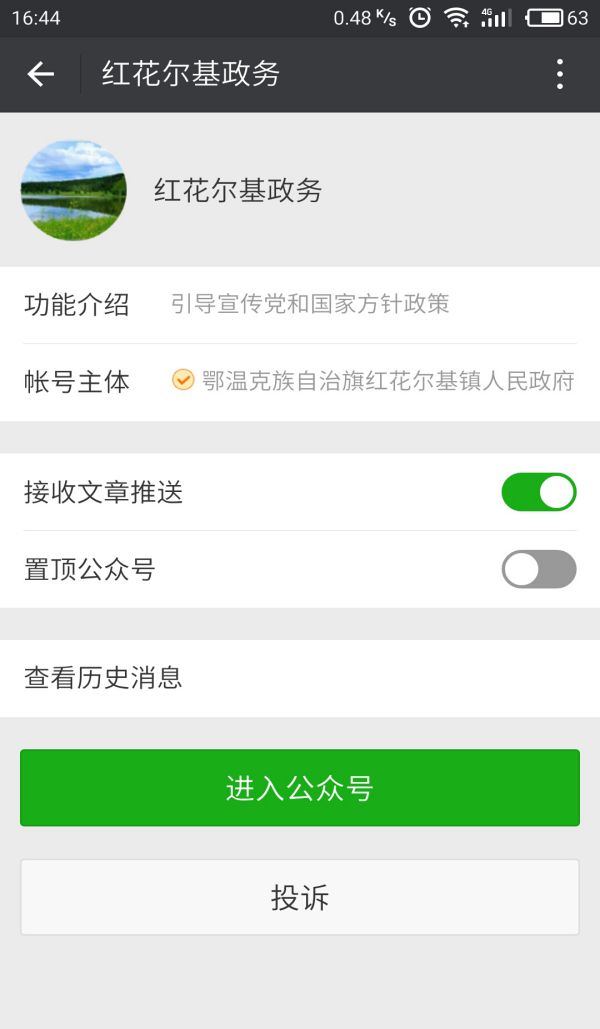 16:44 0.48 K/s 4G 63
红花尔基政务
红花尔基政务
功能介绍 引导宣传党和国家方针政策
帐号主体 鄂温克族自治旗红花尔基镇人民政府
接收文章推送
置顶公众号
查看历史消息
进入公众号
投诉